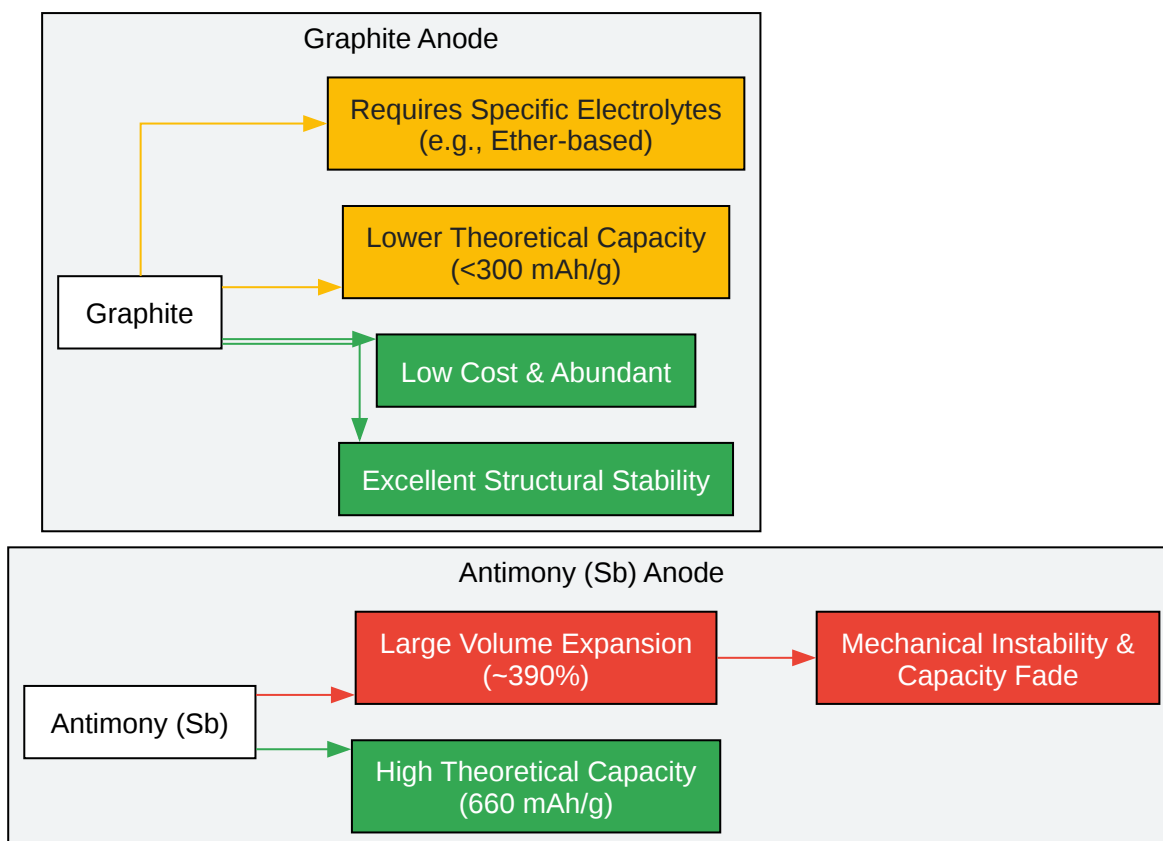 Graphite Anode
Requires Specific Electrolytes
(e.g., Ether-based)
Lower Theoretical Capacity
(<300 mAh/g)
Graphite
Low Cost & Abundant
Excellent Structural Stability
Antimony (Sb) Anode
Large Volume Expansion
(~390%)
Mechanical Instability &
Capacity Fade
Antimony (Sb)
High Theoretical Capacity
(660 mAh/g)